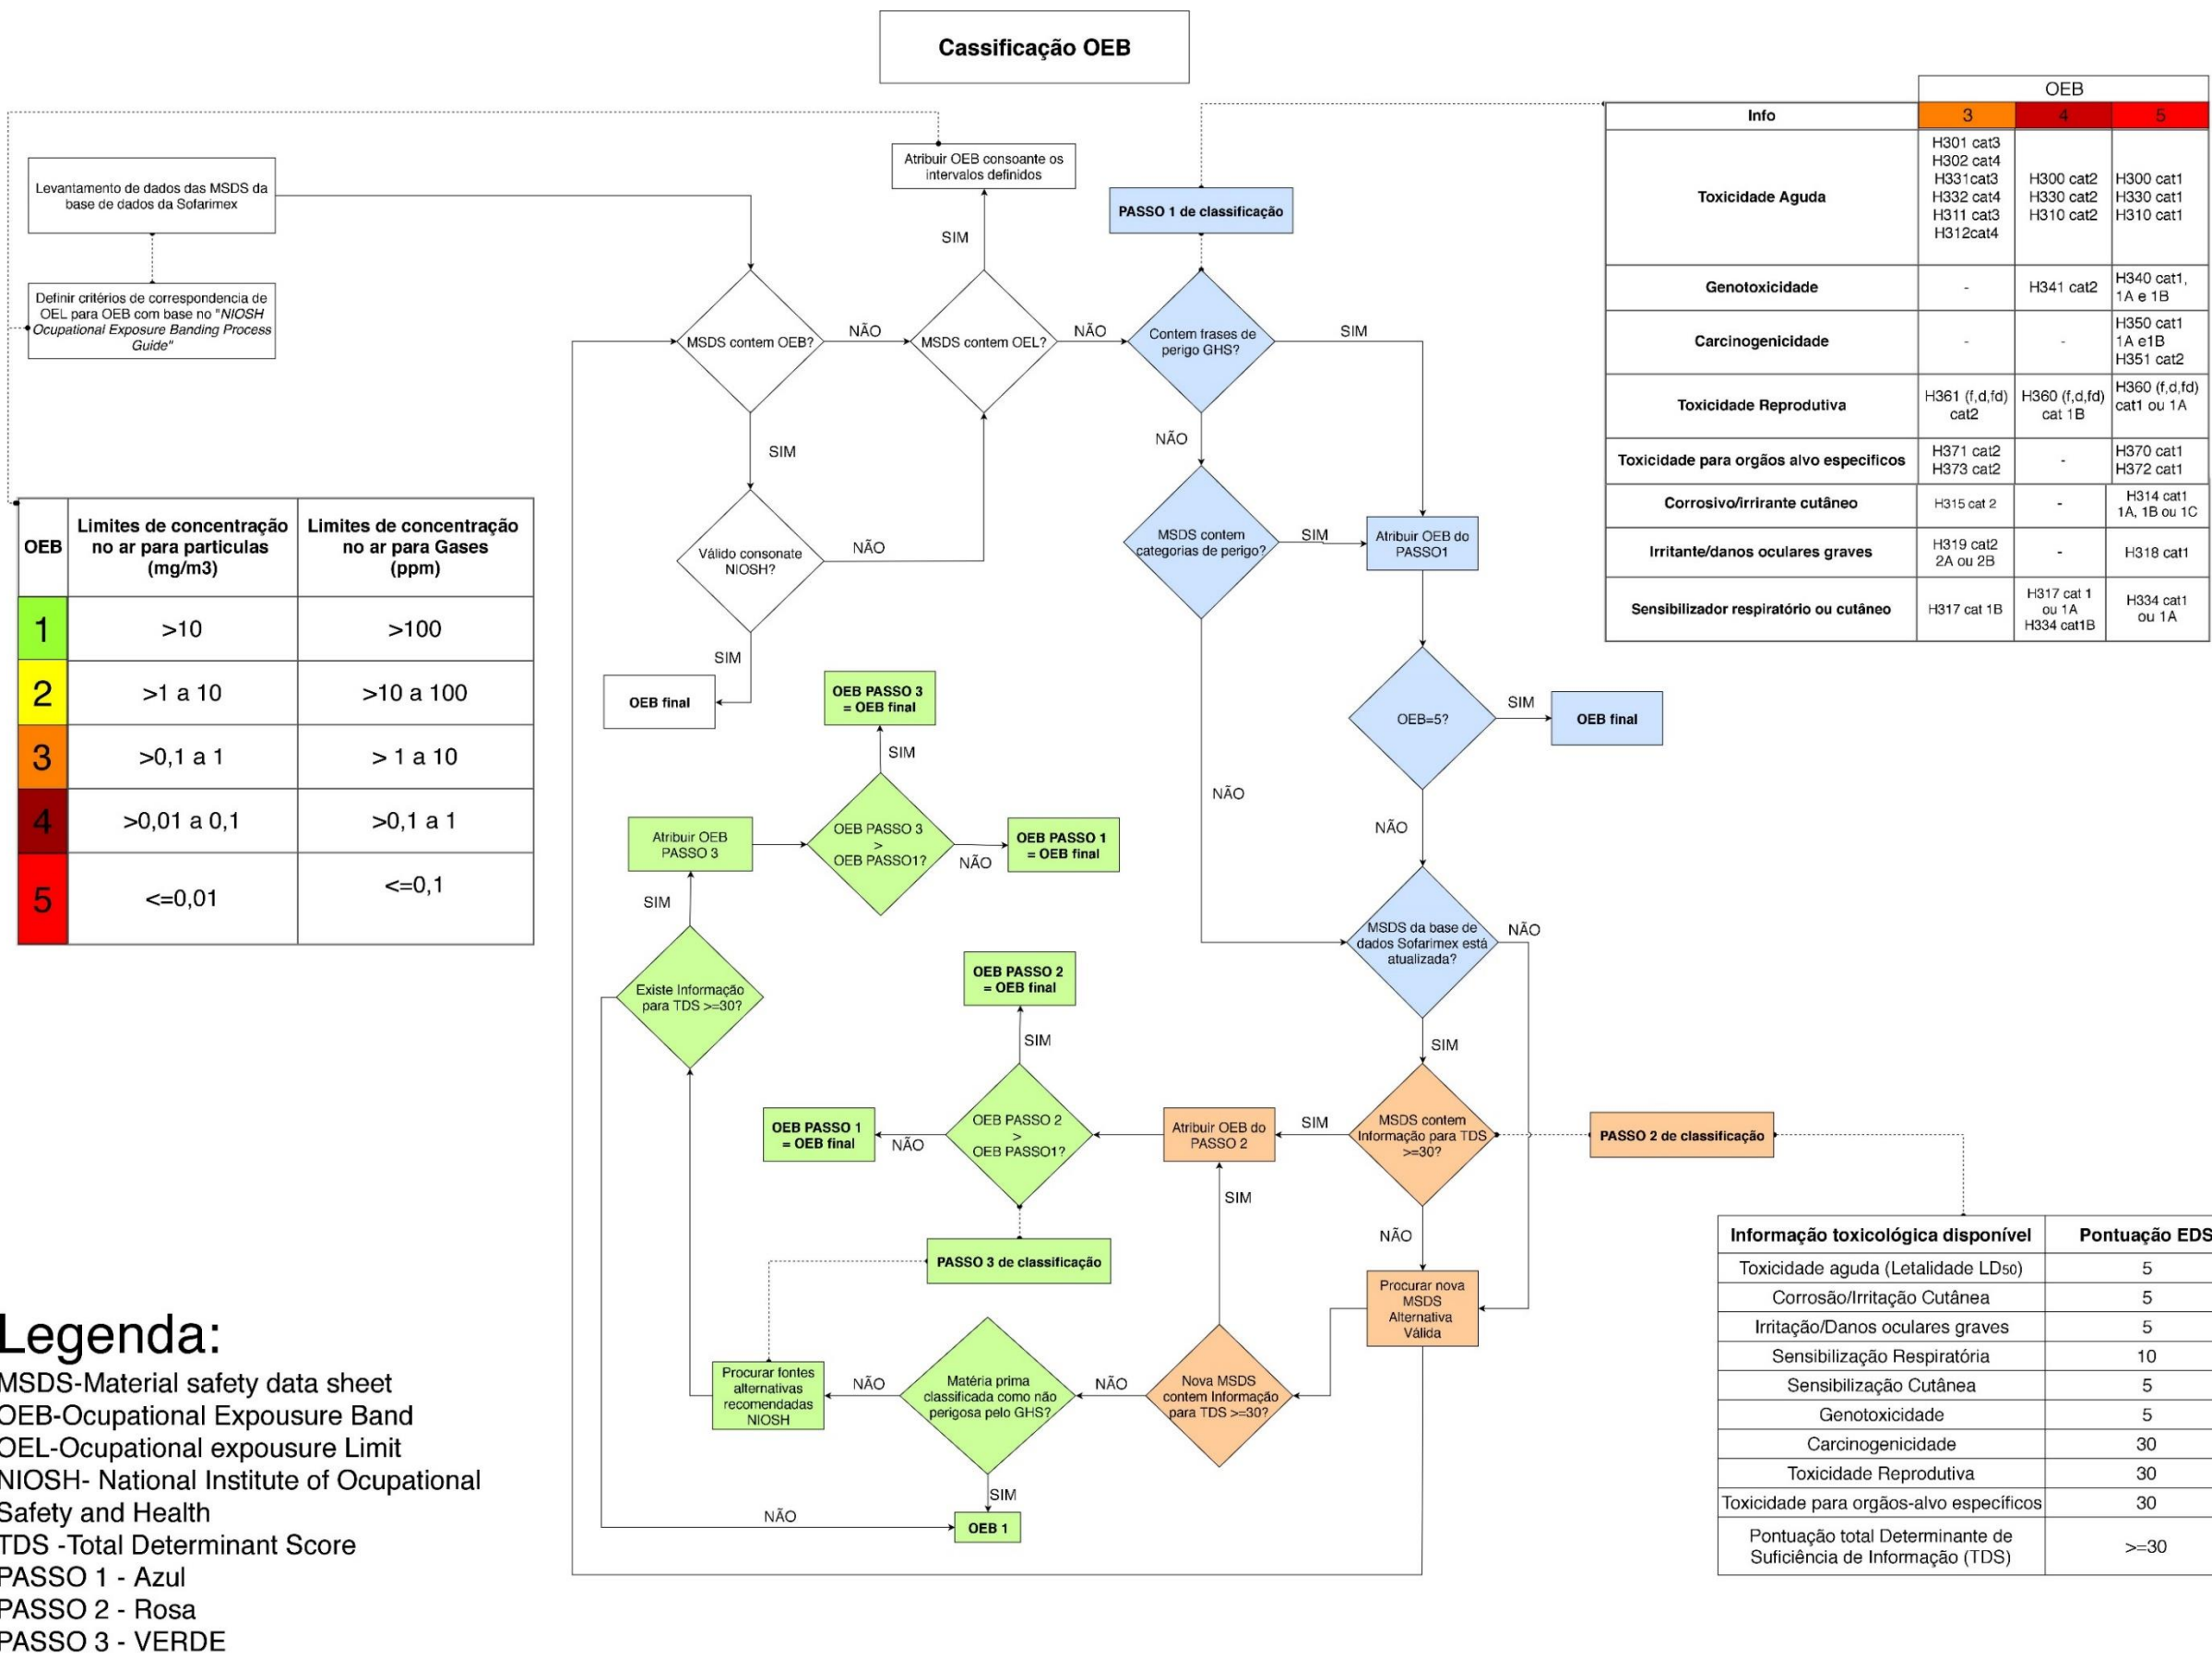 Cassificação OEB
Levantamento de dados das MSDS da
base de dados da Sofarimex
Definir critérios de correspondencia de
OEL para OEB com base no "NIOSH
Ocupational Exposure Banding Process
Guide"
Atribuir OEB consoante os
intervalos definidos
SIM
PASSO 1 de classificação
MSDS contem OEB?
NÃO
MSDS contem OEL?
NÃO
Contem frases de
perigo GHS?
SIM
SIM
NÃO
Válido consonate
NIOSH?
NÃO
SIM
OEB final
MSDS contem
categorias de perigo?
SIM
Atribuir OEB do
PASSO1
NÃO
OEB=5?
SIM
OEB final
NÃO
MSDS da base de
dados Sofarimex está
atualizada?
NÃO
SIM
OEB PASSO 3
= OEB final
SIM
Atribuir OEB
PASSO 3
OEB PASSO 3
>
OEB PASSO1?
NÃO
OEB PASSO 1
= OEB final
SIM
Existe Informação
para TDS >=30?
OEB PASSO 2
= OEB final
SIM
OEB PASSO 1
= OEB final
NÃO
OEB PASSO 2
>
OEB PASSO1?
Atribuir OEB do
PASSO 2
SIM
MSDS contem
Informação para TDS
>=30?
PASSO 2 de classificação
SIM
NÃO
PASSO 3 de classificação
Procurar nova
MSDS
Alternativa
Válida
Procurar fontes
alternativas
recomendadas
NIOSH
NÃO
Matéria prima
classificada como não
perigosa pelo GHS?
NÃO
Nova MSDS
contem Informação
para TDS >=30?
SIM
NÃO
OEB 1
OEB
Info
3
4
5
Toxicidade Aguda
H301 cat3
H302 cat4
H331cat3
H332 cat4
H311 cat3
H312cat4
H300 cat2
H330 cat2
H310 cat2
H300 cat1
H330 cat1
H310 cat1
Genotoxicidade
-
H341 cat2
H340 cat1,
1A e 1B
Carcinogenicidade
-
-
H350 cat1
1A e1B
H351 cat2
Toxicidade Reprodutiva
H361 (f,d,fd)
cat2
H360 (f,d,fd)
cat 1B
H360 (f,d,fd)
cat1 ou 1A
Toxicidade para orgãos alvo especificos
H371 cat2
H373 cat2
-
H370 cat1
H372 cat1
Corrosivo/irrirante cutâneo
H315 cat 2
-
H314 cat1
1A, 1B ou 1C
Irritante/danos oculares graves
H319 cat2
2A ou 2B
-
H318 cat1
Sensibilizador respiratório ou cutâneo
H317 cat 1B
H317 cat 1
ou 1A
H334 cat1B
H334 cat1
ou 1A
OEB
Limites de concentração
no ar para particulas
(mg/m3)
Limites de concentração
no ar para Gases
(ppm)
1
>10
>100
2
>1 a 10
>10 a 100
3
>0,1 a 1
> 1 a 10
4
>0,01 a 0,1
>0,1 a 1
5
<=0,01
<=0,1
Informação toxicológica disponível
Pontuação EDS
Toxicidade aguda (Letalidade LD50)
5
Corrosão/Irritação Cutânea
5
Irritação/Danos oculares graves
5
Sensibilização Respiratória
10
Sensibilização Cutânea
5
Genotoxicidade
5
Carcinogenicidade
30
Toxicidade Reprodutiva
30
Toxicidade para orgãos-alvo específicos
30
Pontuação total Determinante de
Suficiência de Informação (TDS)
>=30
Legenda:
MSDS-Material safety data sheet
OEB-Ocupational Expousure Band
OEL-Ocupational expousure Limit
NIOSH- National Institute of Ocupational
Safety and Health
TDS -Total Determinant Score
PASSO 1 - Azul
PASSO 2 - Rosa
PASSO 3 - VERDE